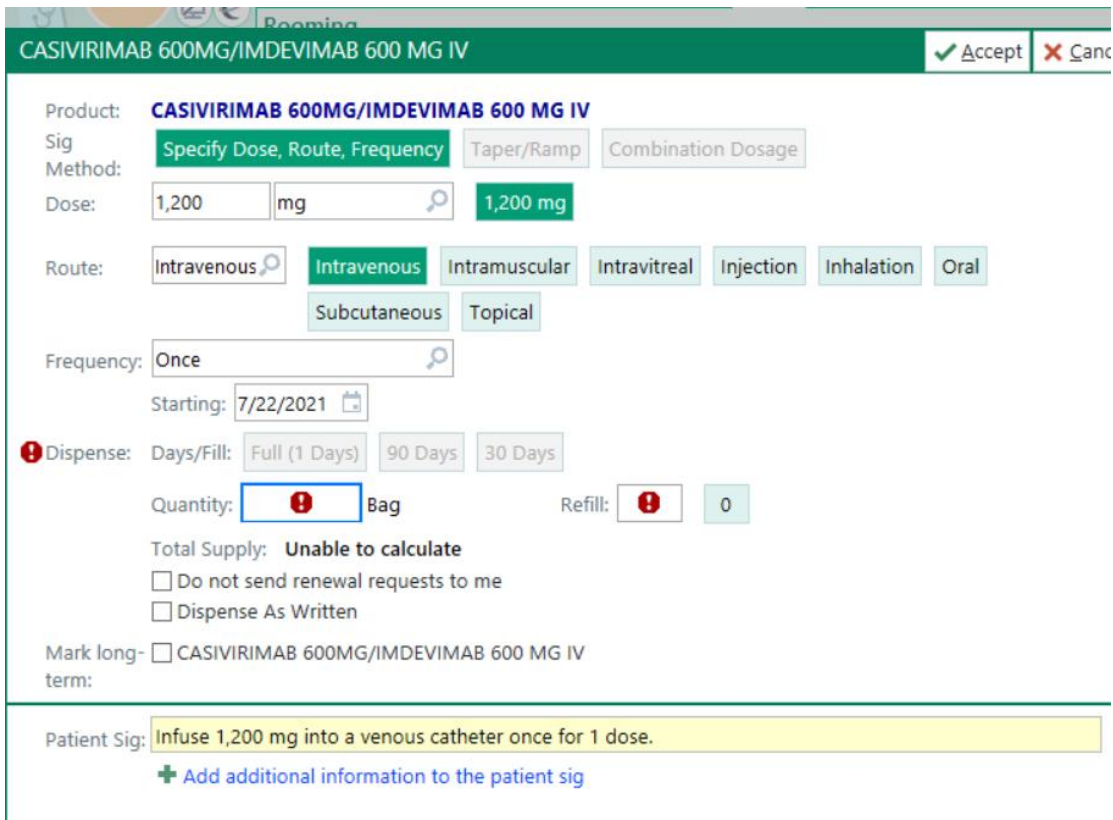 Rooming
CASIVIRIMAB 600MG/IMDEVIMAB 600 MG IV Accept Canc
Product: CASIVIRIMAB 600MG/IMDEVIMAB 600 MG IV
Sig Method: Specify Dose, Route, Frequency Taper/Ramp Combination Dosage
Dose: 1,200 mg 1,200 mg
Route: Intravenous Intravenous Intramuscular Intravitreal Injection Inhalation Oral
Subcutaneous Topical
Frequency: Once
Starting: 7/22/2021
Dispense: Days/Fill: Full (1 Days) 90 Days 30 Days
Quantity: Bag Refill: 0
Total Supply: Unable to calculate
Do not send renewal requests to me
Dispense As Written
Mark long-term: CASIVIRIMAB 600MG/IMDEVIMAB 600 MG IV
Patient Sig: Infuse 1,200 mg into a venous catheter once for 1 dose.
Add additional information to the patient sig